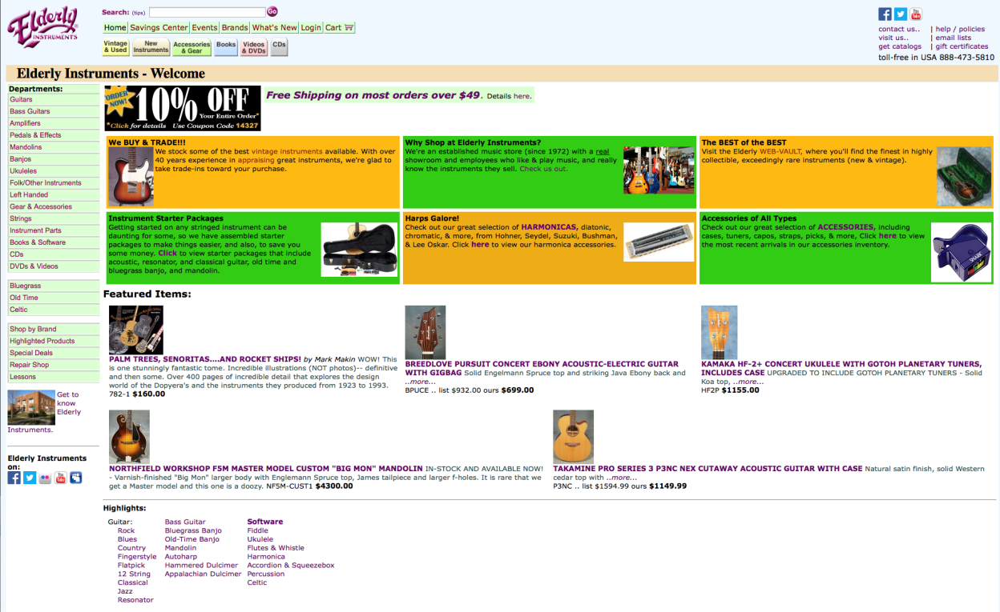 Elderly
INSTRUMENTS
Search: (tips)
Go
Home Savings Center Events Brands What's New Login Cart
Vintage & Used
New Instruments
Accessories & Gear
Books
Videos & DVDs
CDs
You Tube
contact us.. | help / policies
visit us.. | email lists
get catalogs | gift certificates
toll-free in USA 888-473-5810
Elderly Instruments - Welcome
Departments:
Guitars
Bass Guitars
Amplifiers
Pedals & Effects
Mandolins
Banjos
Ukuleles
Folk/Other Instruments
Left Handed
Gear & Accessories
Strings
Instrument Parts
Books & Software
CDs
DVDs & Videos
Bluegrass
Old Time
Celtic
Shop by Brand
Highlighted Products
Special Deals
Repair Shop
Lessons
Get to
know
Elderly
Instruments.
Elderly Instruments
on:
You Tube
ORDER NOW!
10% OFF
Your Entire Order*
*Click for details Use Coupon Code 14327
Free Shipping on most orders over $49. Details here.
We BUY & TRADE!!!
We stock some of the best vintage instruments available. With over
40 years experience in appraising great instruments, we're glad to
take trade-ins toward your purchase.
Why Shop at Elderly Instruments?
We're an established music store (since 1972) with a real
showroom and employees who like & play music, and really
know the instruments they sell. Check us out.
The BEST of the BEST
Visit the Elderly WEB-VAULT, where you'll find the finest in highly
collectible, exceedingly rare instruments (new & vintage).
Instrument Starter Packages
Getting started on any stringed instrument can be
daunting for some, so we have assembled starter
packages to make things easier, and also, to save you
some money. Click to view starter packages that include
acoustic, resonator, and classical guitar, old time and
bluegrass banjo, and mandolin.
Harps Galore!
Check out our great selection of HARMONICAS, diatonic,
chromatic, & more, from Hohner, Seydel, Suzuki, Bushman,
& Lee Oskar. Click here to view our harmonica accessories.
Accessories of All Types
Check out our great selection of ACCESSORIES, including
cases, tuners, capos, straps, picks, & more, Click here to view
the most recent arrivals in our accessories inventory.
SNARK
Featured Items:
PALM TREES, SENORITAS....AND ROCKET SHIPS! by Mark Makin WOW! This
is one stunningly fantastic tome. Incredible illustrations (NOT photos)-- definitive
and then some. Over 400 pages of incredible detail that explores the design
world of the Dopyera's and the instruments they produced from 1923 to 1993.
782-1 $160.00
BREEDLOVE PURSUIT CONCERT EBONY ACOUSTIC-ELECTRIC GUITAR
WITH GIGBAG Solid Engelmann Spruce top and striking Java Ebony back and
..more...
BPUCE .. list $932.00 ours $699.00
KAMAKA HF-2+ CONCERT UKULELE WITH GOTOH PLANETARY TUNERS,
INCLUDES CASE UPGRADED TO INCLUDE GOTOH PLANETARY TUNERS - Solid
Koa top, ..more...
HF2P $1155.00
NORTHFIELD WORKSHOP F5M MASTER MODEL CUSTOM "BIG MON" MANDOLIN IN-STOCK AND AVAILABLE NOW!
- Varnish-finished "Big Mon" larger body with Englemann Spruce top, James tailpiece and larger f-holes. It is rare that we
get a Master model and this one is a doozy. NF5M-CUST1 $4300.00
TAKAMINE PRO SERIES 3 P3NC NEX CUTAWAY ACOUSTIC GUITAR WITH CASE Natural satin finish, solid Western
cedar top with ..more...
P3NC .. list $1594.99 ours $1149.99
Highlights:
Guitar:
Rock
Blues
Country
Fingerstyle
Flatpick
12 String
Classical
Jazz
Resonator
Bass Guitar
Bluegrass Banjo
Old-Time Banjo
Mandolin
Autoharp
Hammered Dulcimer
Appalachian Dulcimer
Software
Fiddle
Ukulele
Flutes & Whistle
Harmonica
Accordion & Squeezebox
Percussion
Celtic